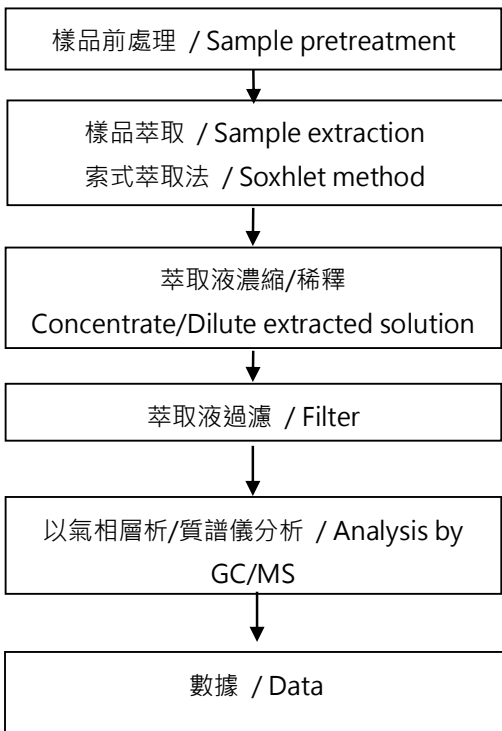 樣品前處理 / Sample pretreatment
樣品萃取 / Sample extraction
索式萃取法 / Soxhlet method
萃取液濃縮/稀釋
Concentrate/Dilute extracted solution
萃取液過濾 / Filter
以氣相層析/質譜儀分析 / Analysis by
GC/MS
數據 / Data